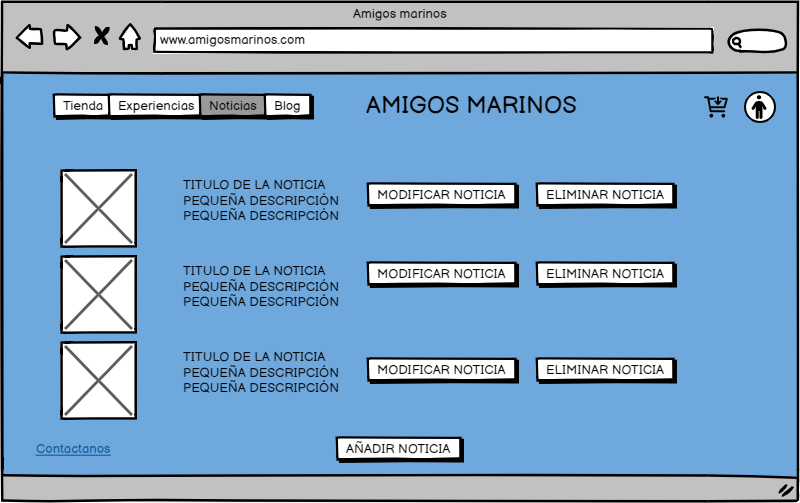 Amigos marinos
www.amigosmarinos.com
Tienda Experiencias Noticias Blog
AMIGOS MARINOS
TITULO DE LA NOTICIA
PEQUEÑA DESCRIPCIÓN
PEQUEÑA DESCRIPCIÓN
MODIFICAR NOTICIA
ELIMINAR NOTICIA
TITULO DE LA NOTICIA
PEQUEÑA DESCRIPCIÓN
PEQUEÑA DESCRIPCIÓN
MODIFICAR NOTICIA
ELIMINAR NOTICIA
TITULO DE LA NOTICIA
PEQUEÑA DESCRIPCIÓN
PEQUEÑA DESCRIPCIÓN
MODIFICAR NOTICIA
ELIMINAR NOTICIA
Contactanos
AÑADIR NOTICIA